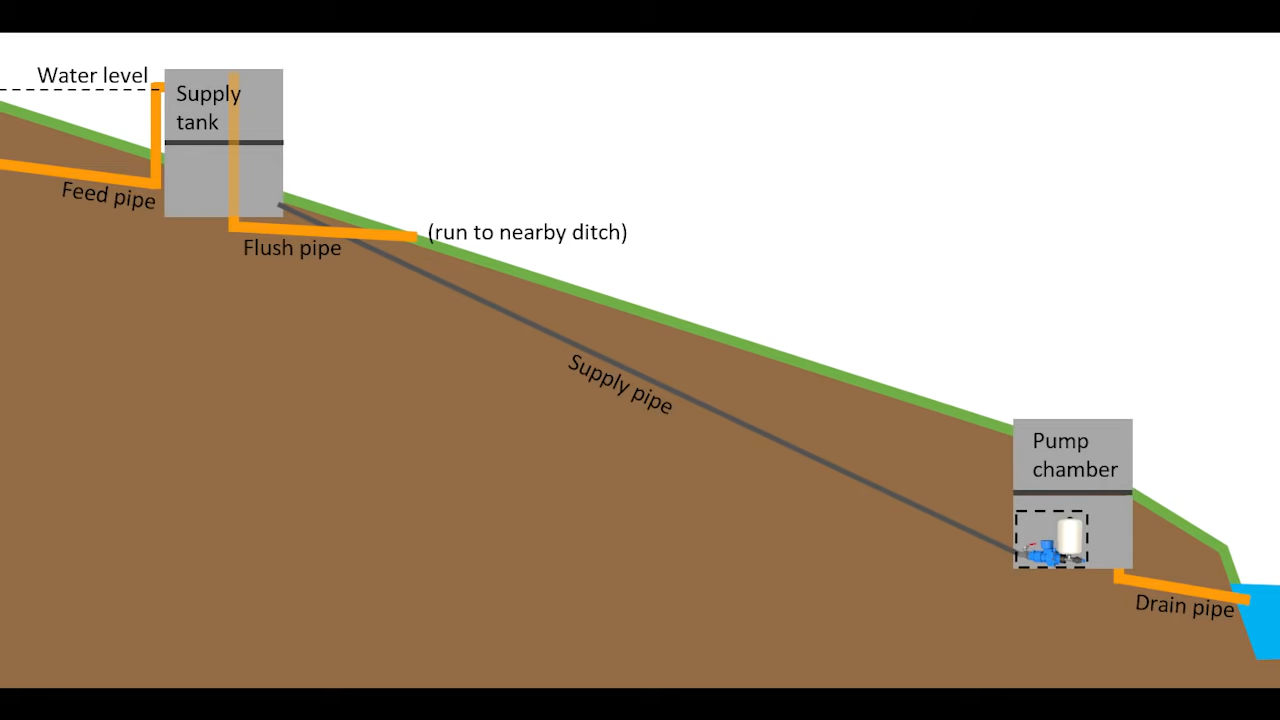 Water level
Supply
tank
Feed pipe
(run to nearby ditch)
Flush pipe
Supply pipe
Pump
chamber
Drain pipe